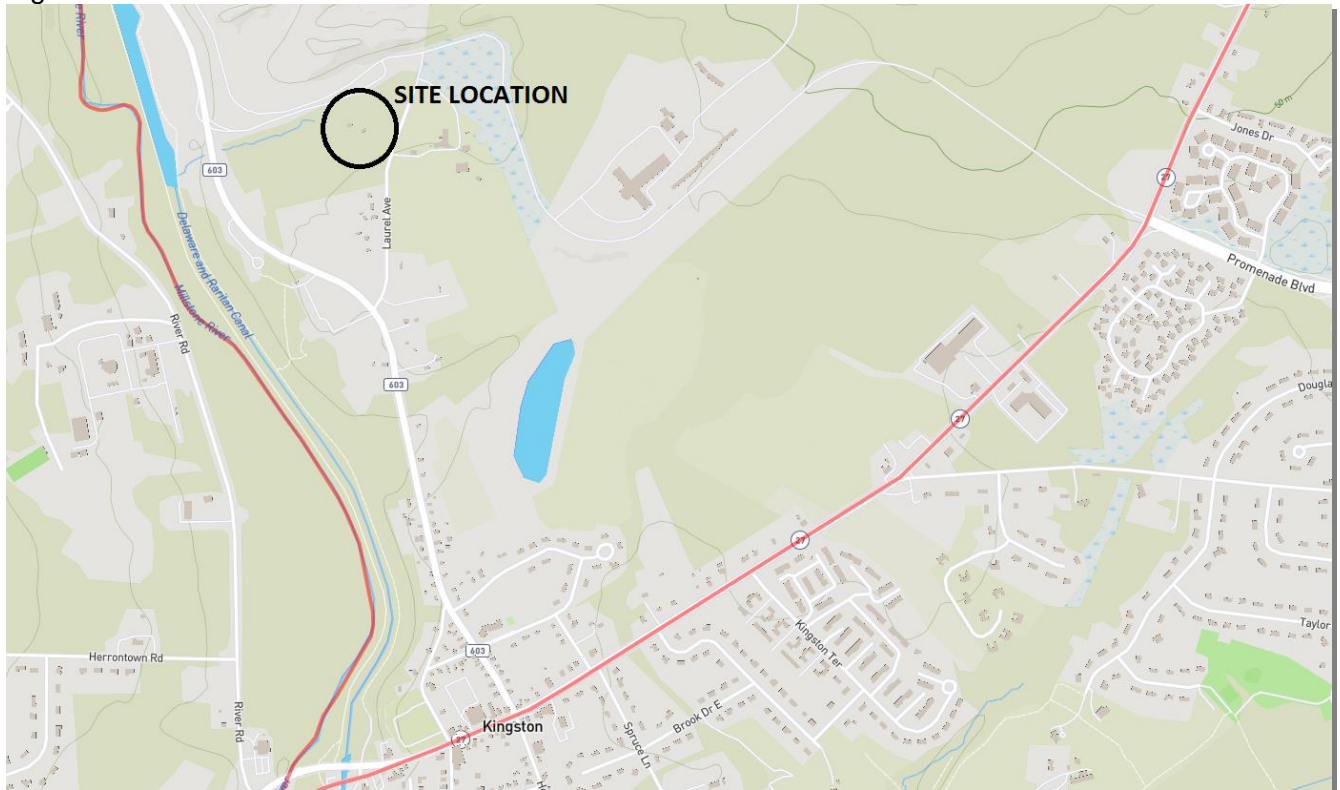 SITE LOCATION
50 m
Jones Dr
27
603
Delaware and Raritan Canal
Laurel Ave
Millstone River
River Rd
Promenade Blvd
603
27
Dougla
27
Kingston Ter
Taylor
Herrontown Rd
603
River Rd
Kingston
27
Spruce Ln
Brook Dr E